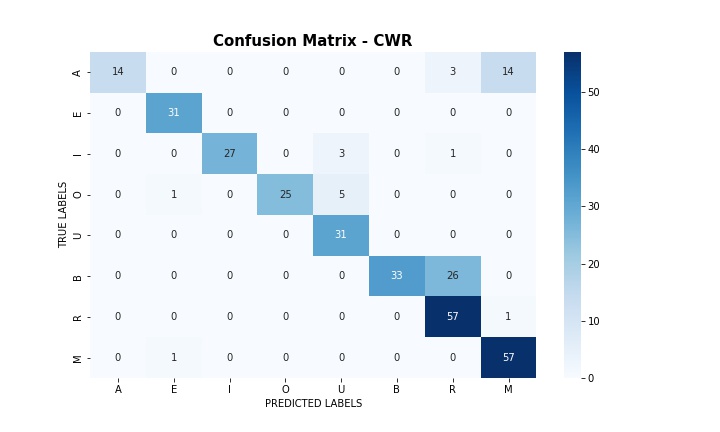 Confusion Matrix - CWR
A 14 0 0 0 0 0 3 14
E 0 31 0 0 0 0 0 0
I 0 0 27 0 3 0 1 0
O 0 1 0 25 5 0 0 0
U 0 0 0 0 31 0 0 0
B 0 0 0 0 0 33 26 0
R 0 0 0 0 0 0 57 1
M 0 1 0 0 0 0 0 57
A E I O U B R M
TRUE LABELS
PREDICTED LABELS
50
40
30
20
10
0